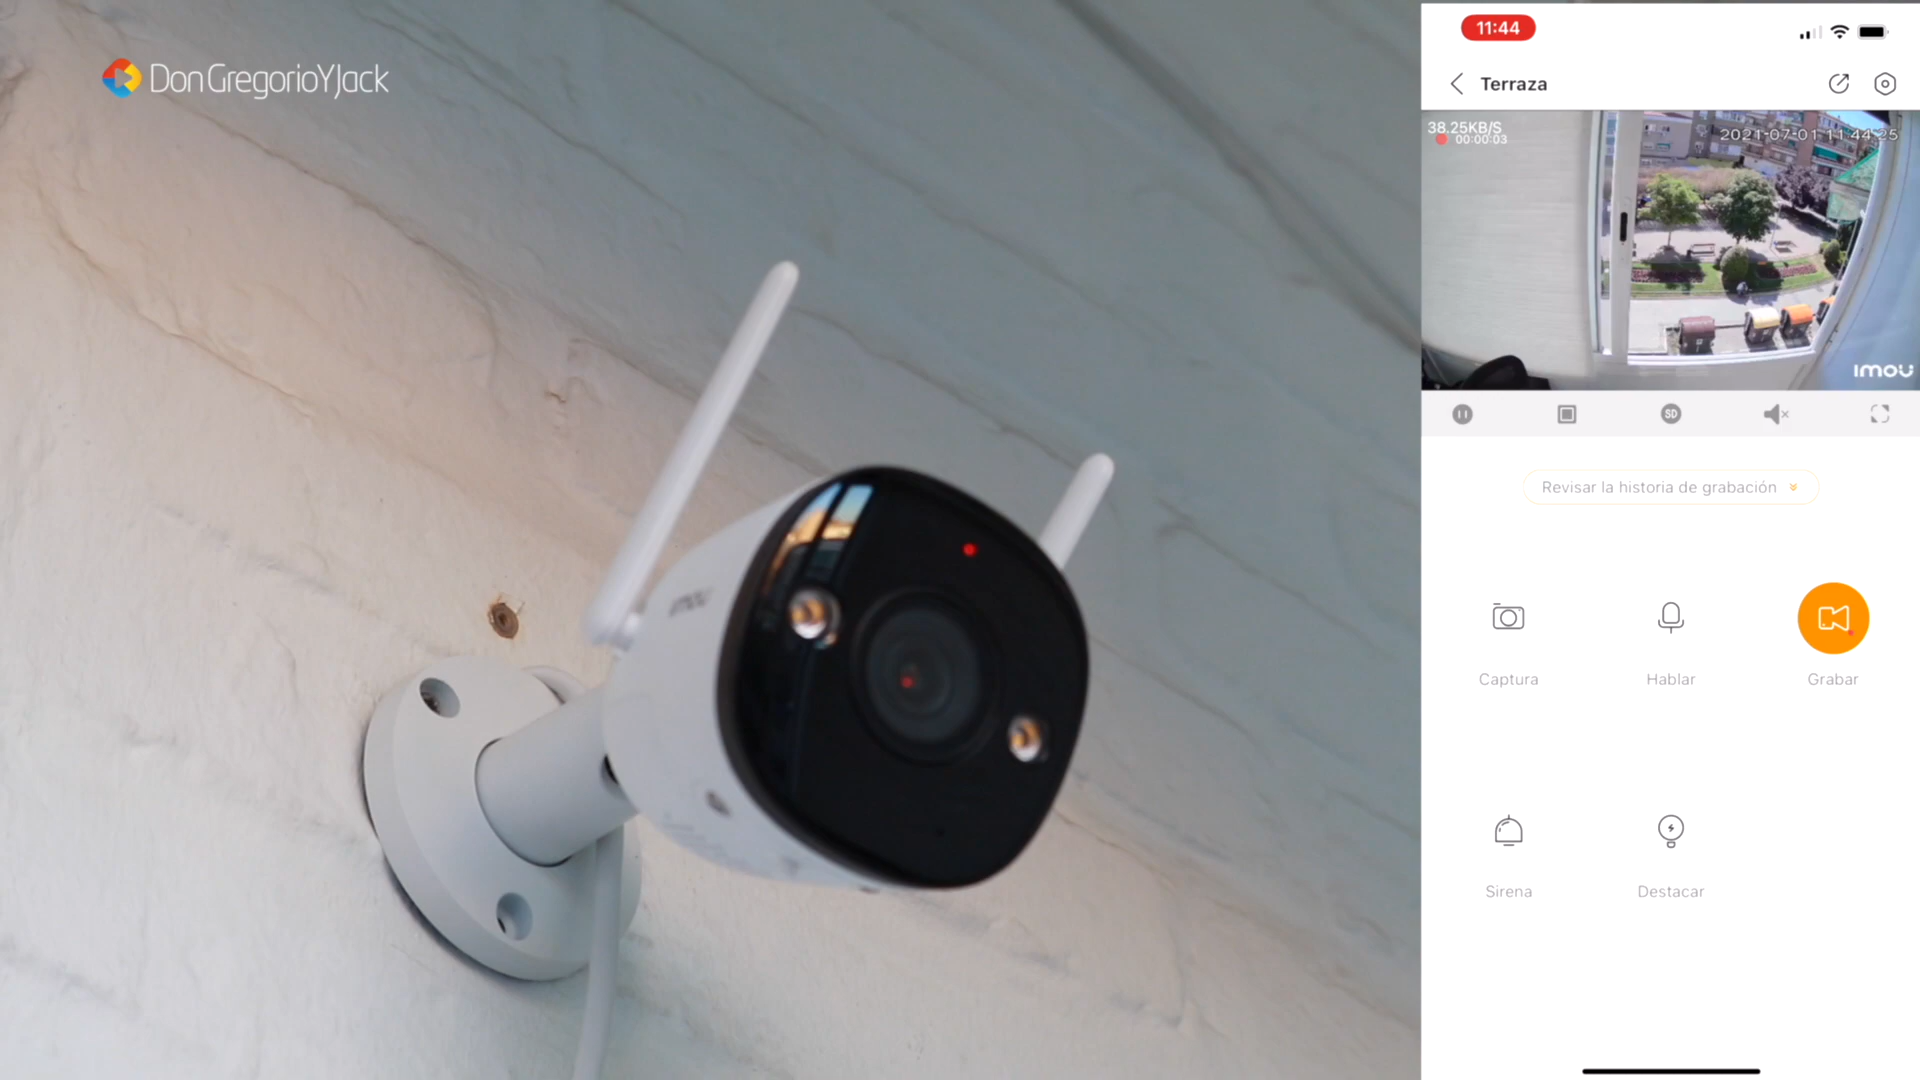 DonGregorioYJack
imou
11:44
Terraza
38.25KB/S
00:00:03
2021-07-01 11:44:25
imou
SD
Revisar la historia de grabación
Captura
Hablar
Grabar
Sirena
Destacar